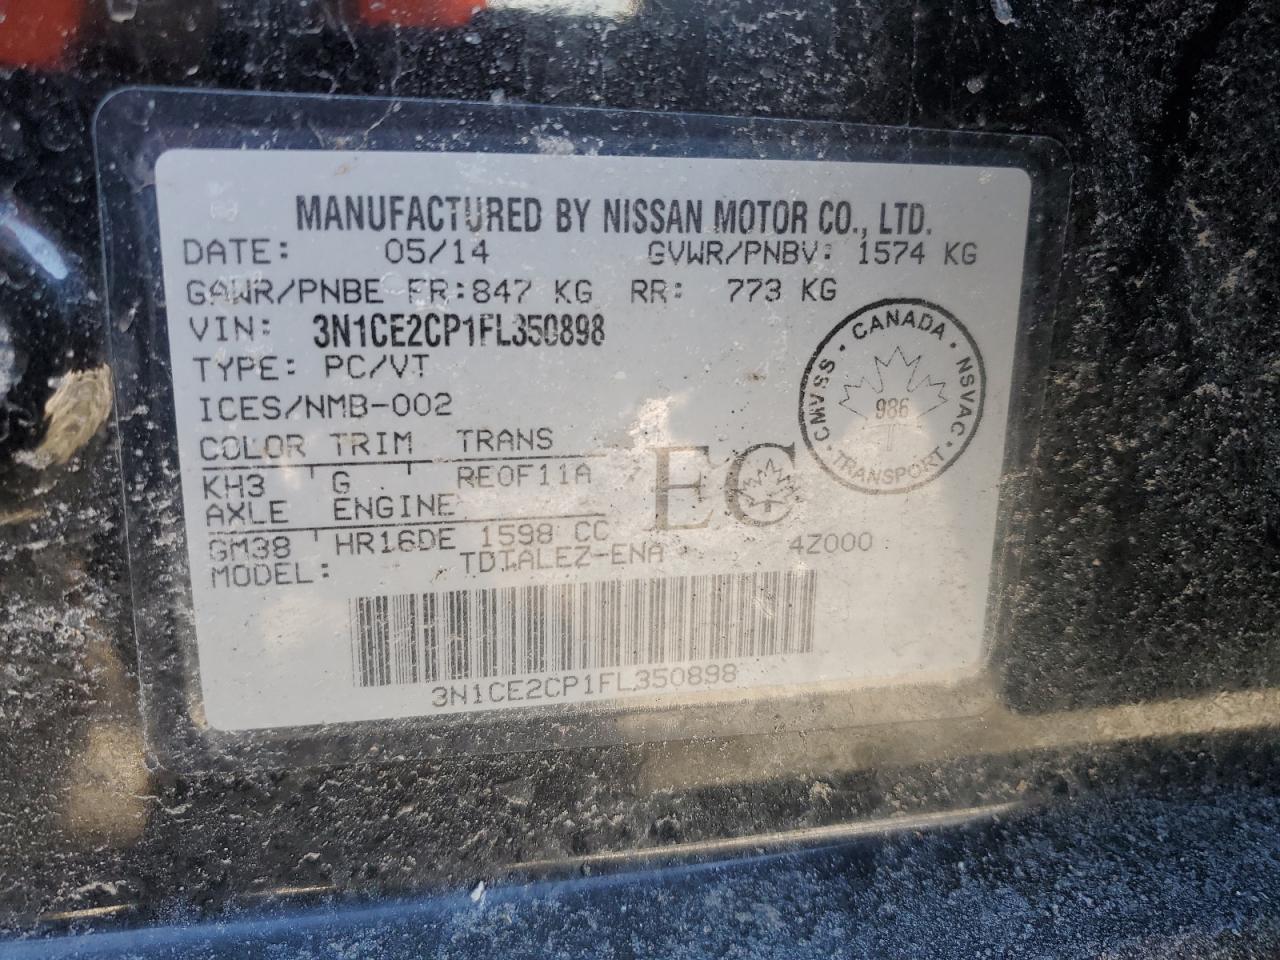 MANUFACTURED BY NISSAN MOTOR CO., LTD.
DATE: 05/14 GVWR/PNBV: 1574 KG
GAWR/PNBE FR:847 KG RR: 773 KG
VIN: 3N1CE2CP1FL350898
TYPE: PC/VT
ICES/NMB-002
COLOR TRIM TRANS
KH3 G RE0F11A
AXLE ENGINE
GM38 HR16DE 1598 CC
MODEL: TDIALEZ-ENA 4Z000
EC
CMVSS · CANADA · NSVAC · TRANSPORT ·
986
T
3N1CE2CP1FL350898